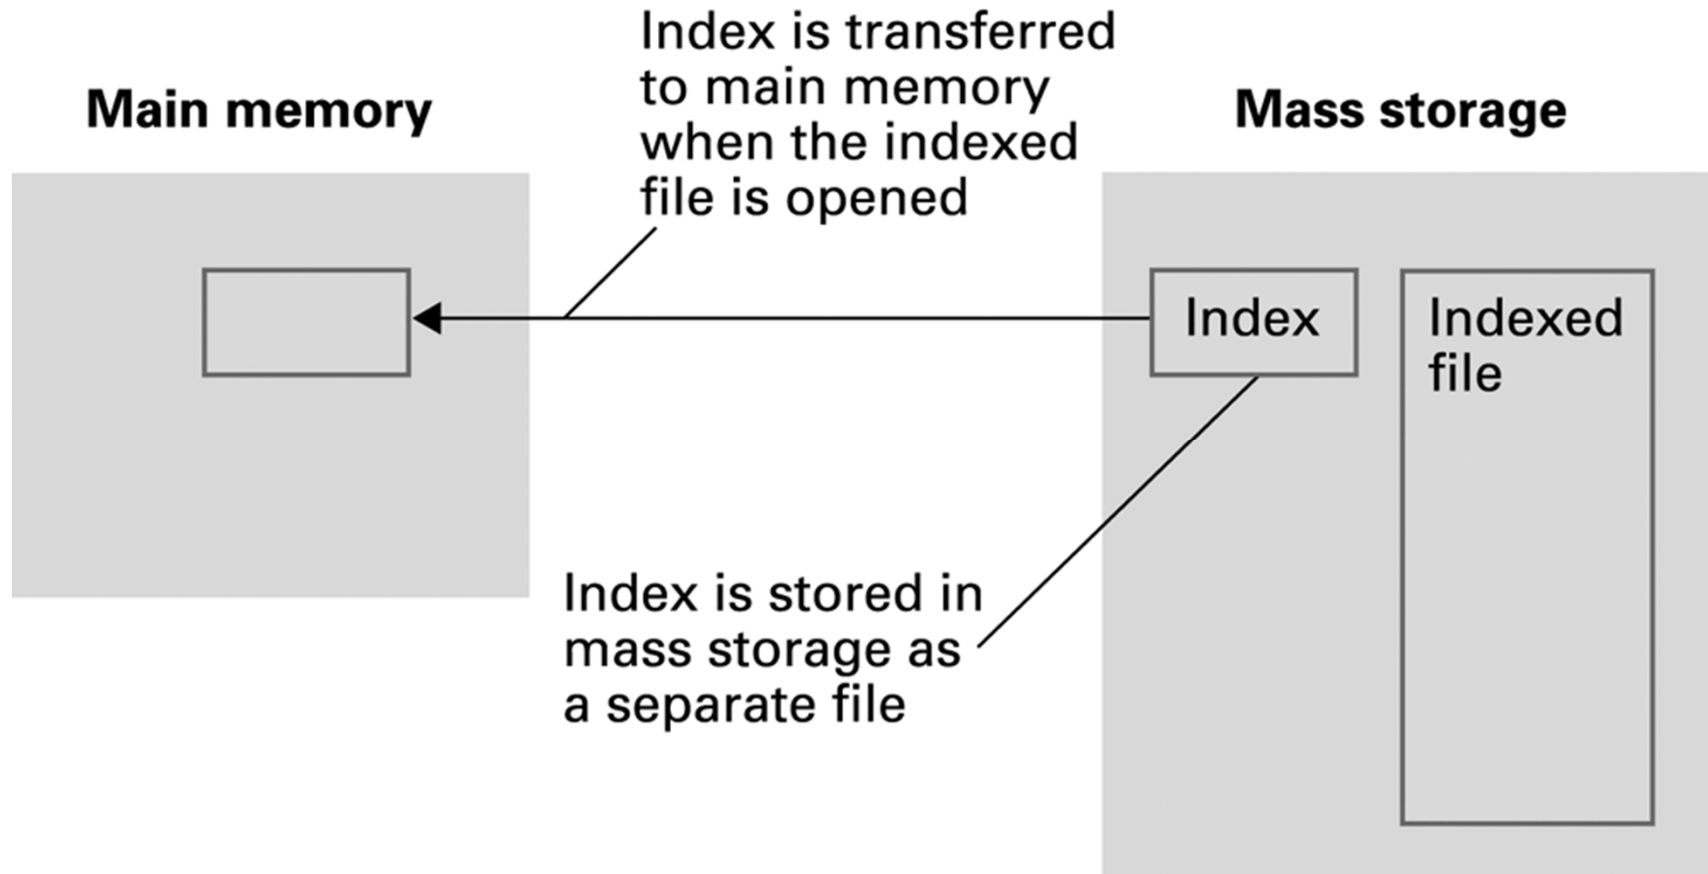 Main memory
Index is transferred
to main memory
when the indexed
file is opened
Mass storage
Index
Indexed
file
Index is stored in
mass storage as
a separate file